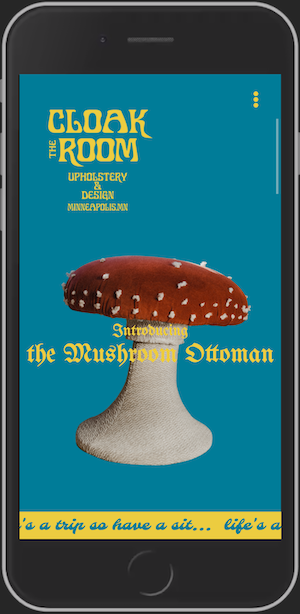 CLOAK
THE ROOM
UPHOLSTERY
&
DESIGN
MINNEAPOLIS.MN
Introducing
the Mushroom Ottoman
's a trip so have a sit... life's a